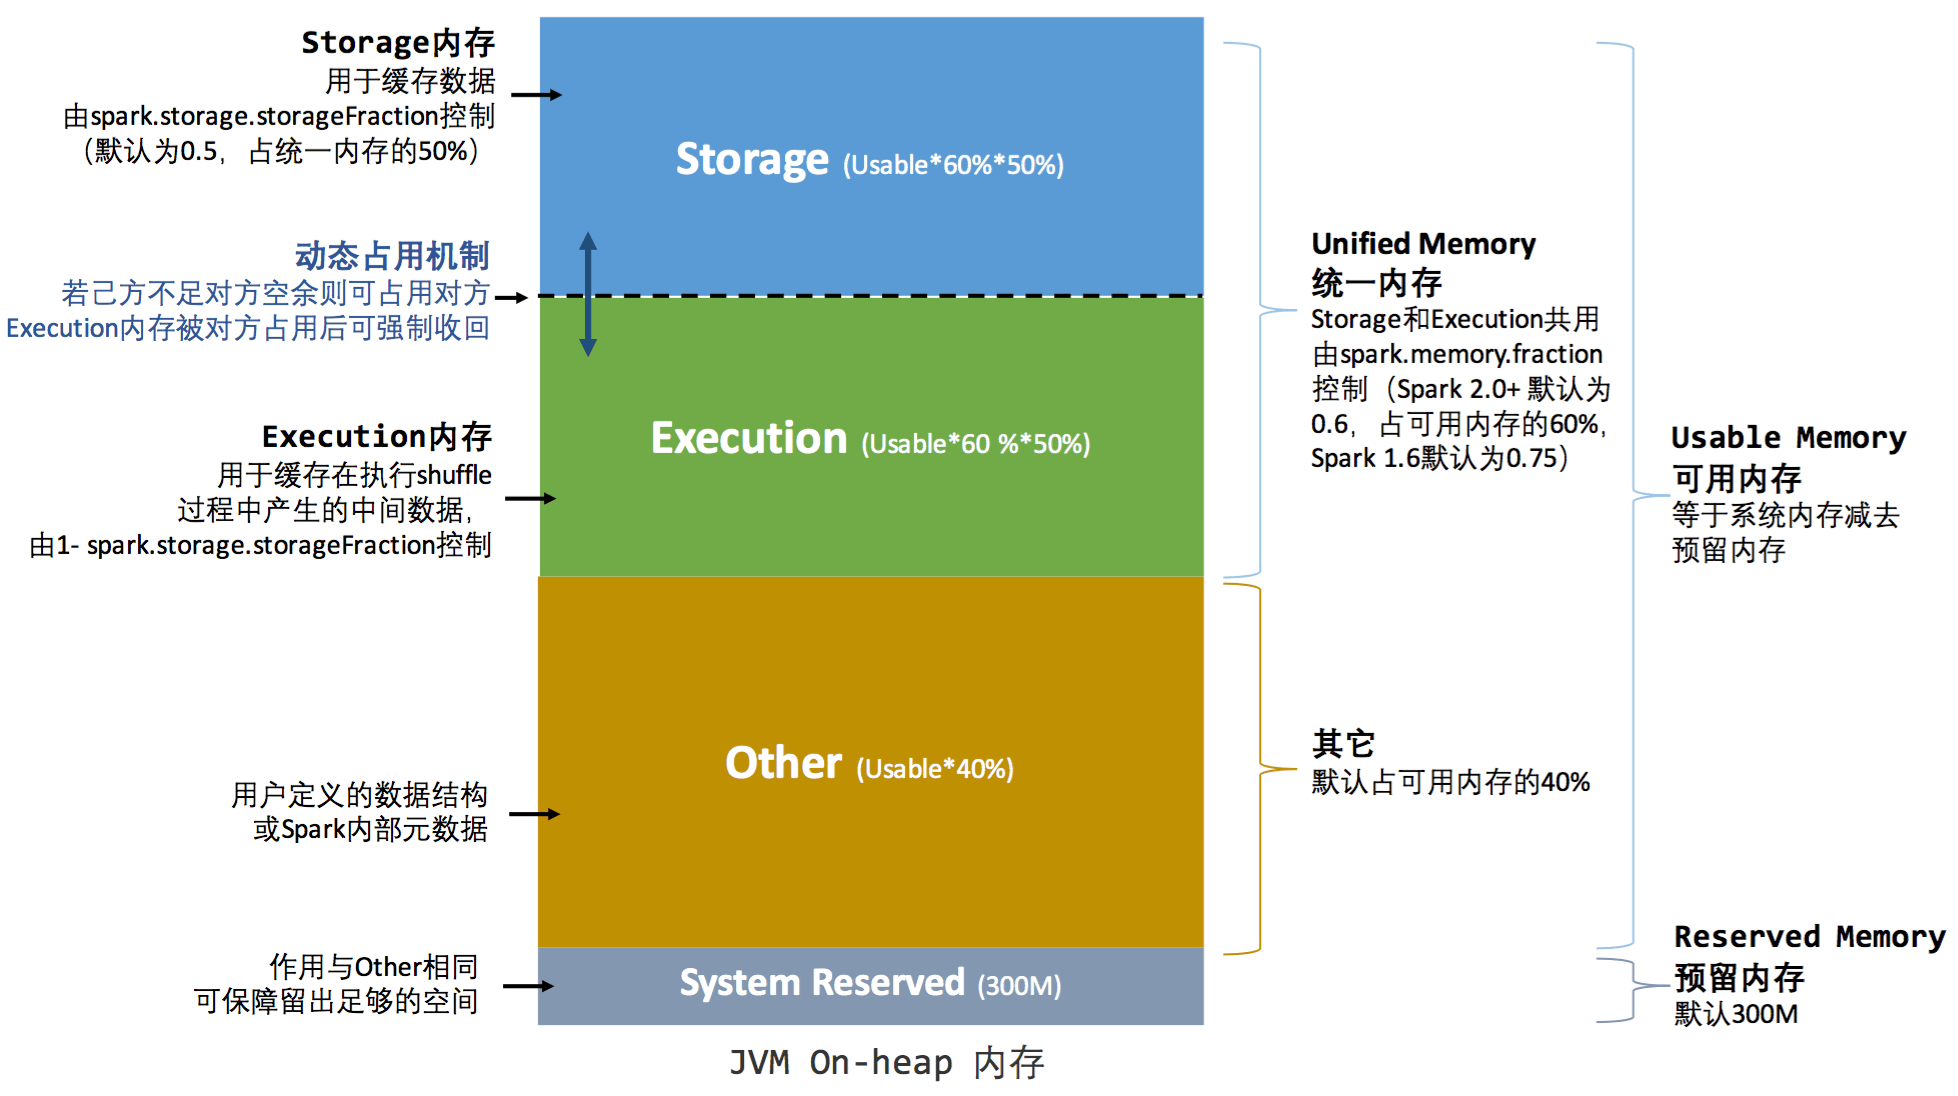 Storage内存
用于缓存数据
由spark.storage.storageFraction控制
（默认为0.5，占统一内存的50%）
动态占用机制
若己方不足对方空余则可占用对方
Execution内存被对方占用后可强制收回
Execution内存
用于缓存在执行shuffle
过程中产生的中间数据，
由1- spark.storage.storageFraction控制
用户定义的数据结构
或Spark内部元数据
作用与Other相同
可保障留出足够的空间
Storage (Usable*60%*50%)
Execution (Usable*60 %*50%)
Other (Usable*40%)
System Reserved (300M)
JVM On-heap 内存
Unified Memory
统一内存
Storage和Execution共用
由spark.memory.fraction
控制（Spark 2.0+ 默认为
0.6，占可用内存的60%，
Spark 1.6默认为0.75）
其它
默认占可用内存的40%
Usable Memory
可用内存
等于系统内存减去
预留内存
Reserved Memory
预留内存
默认300M